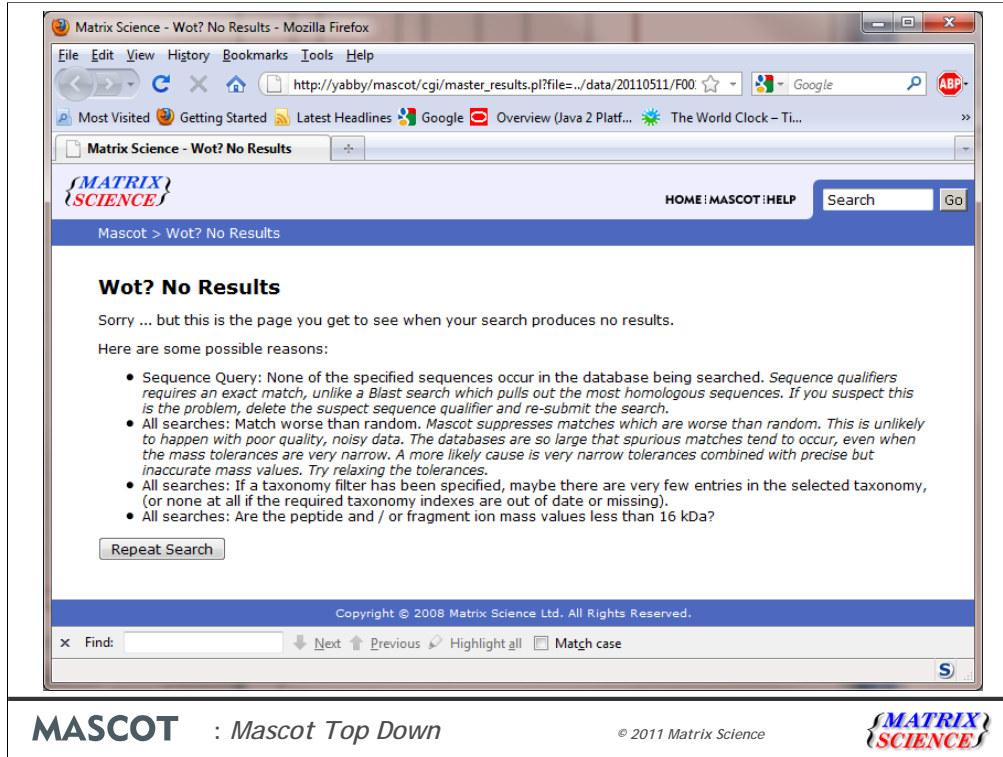 Matrix Science - Wot? No Results - Mozilla Firefox
File Edit View History Bookmarks Tools Help
http://yabby/mascot/cgi/master_results.pl?file=../data/20110511/F00 Google ABP
Most Visited Getting Started Latest Headlines Google Overview (Java 2 Platf... The World Clock – Ti... »
Matrix Science - Wot? No Results
MATRIX
SCIENCE
HOME MASCOT HELP Search Go
Mascot > Wot? No Results
Wot? No Results
Sorry ... but this is the page you get to see when your search produces no results.
Here are some possible reasons:
• Sequence Query: None of the specified sequences occur in the database being searched. Sequence qualifiers
requires an exact match, unlike a Blast search which pulls out the most homologous sequences. If you suspect this
is the problem, delete the suspect sequence qualifier and re-submit the search.
• All searches: Match worse than random. Mascot suppresses matches which are worse than random. This is unlikely
to happen with poor quality, noisy data. The databases are so large that spurious matches tend to occur, even when
the mass tolerances are very narrow. A more likely cause is very narrow tolerances combined with precise but
inaccurate mass values. Try relaxing the tolerances.
• All searches: If a taxonomy filter has been specified, maybe there are very few entries in the selected taxonomy,
(or none at all if the required taxonomy indexes are out of date or missing).
• All searches: Are the peptide and / or fragment ion mass values less than 16 kDa?
Repeat Search
Copyright © 2008 Matrix Science Ltd. All Rights Reserved.
x Find: Next Previous Highlight all Match case
S
MASCOT : Mascot Top Down © 2011 Matrix Science
MATRIX
SCIENCE